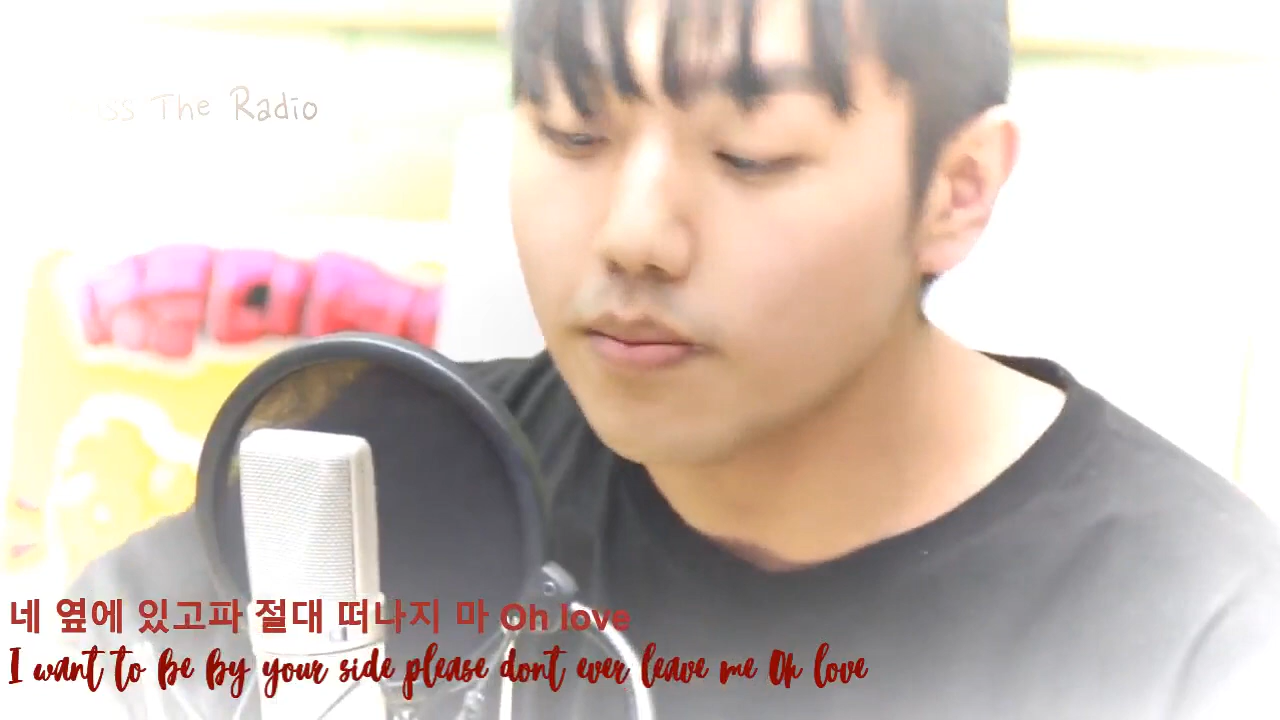 The Radio
네 옆에 있고파 절대 떠나지 마 Oh love
I want to be by your side please dont ever leave me Oh love